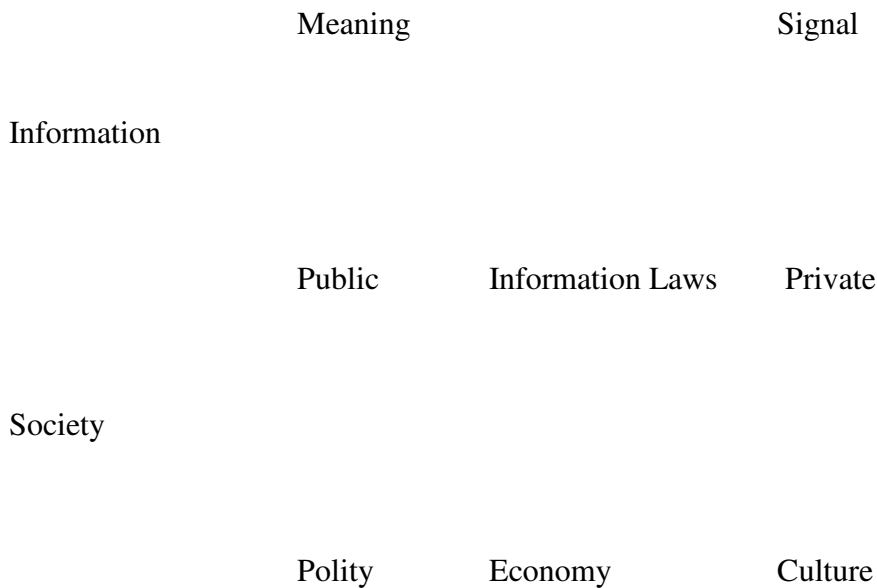 Meaning Signal
Information
Public Information Laws Private
Society
Polity Economy Culture